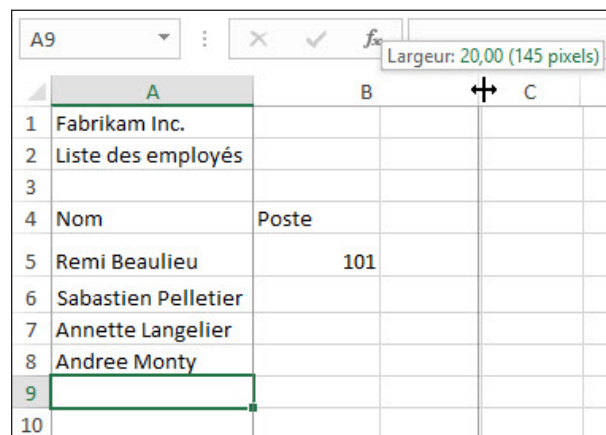 A9 fx
Largeur: 20,00 (145 pixels)
A B C
1 Fabrikam Inc.
2 Liste des employés
3
4 Nom Poste
5 Remi Beaulieu 101
6 Sabastien Pelletier
7 Annette Langelier
8 Andree Monty
9
10